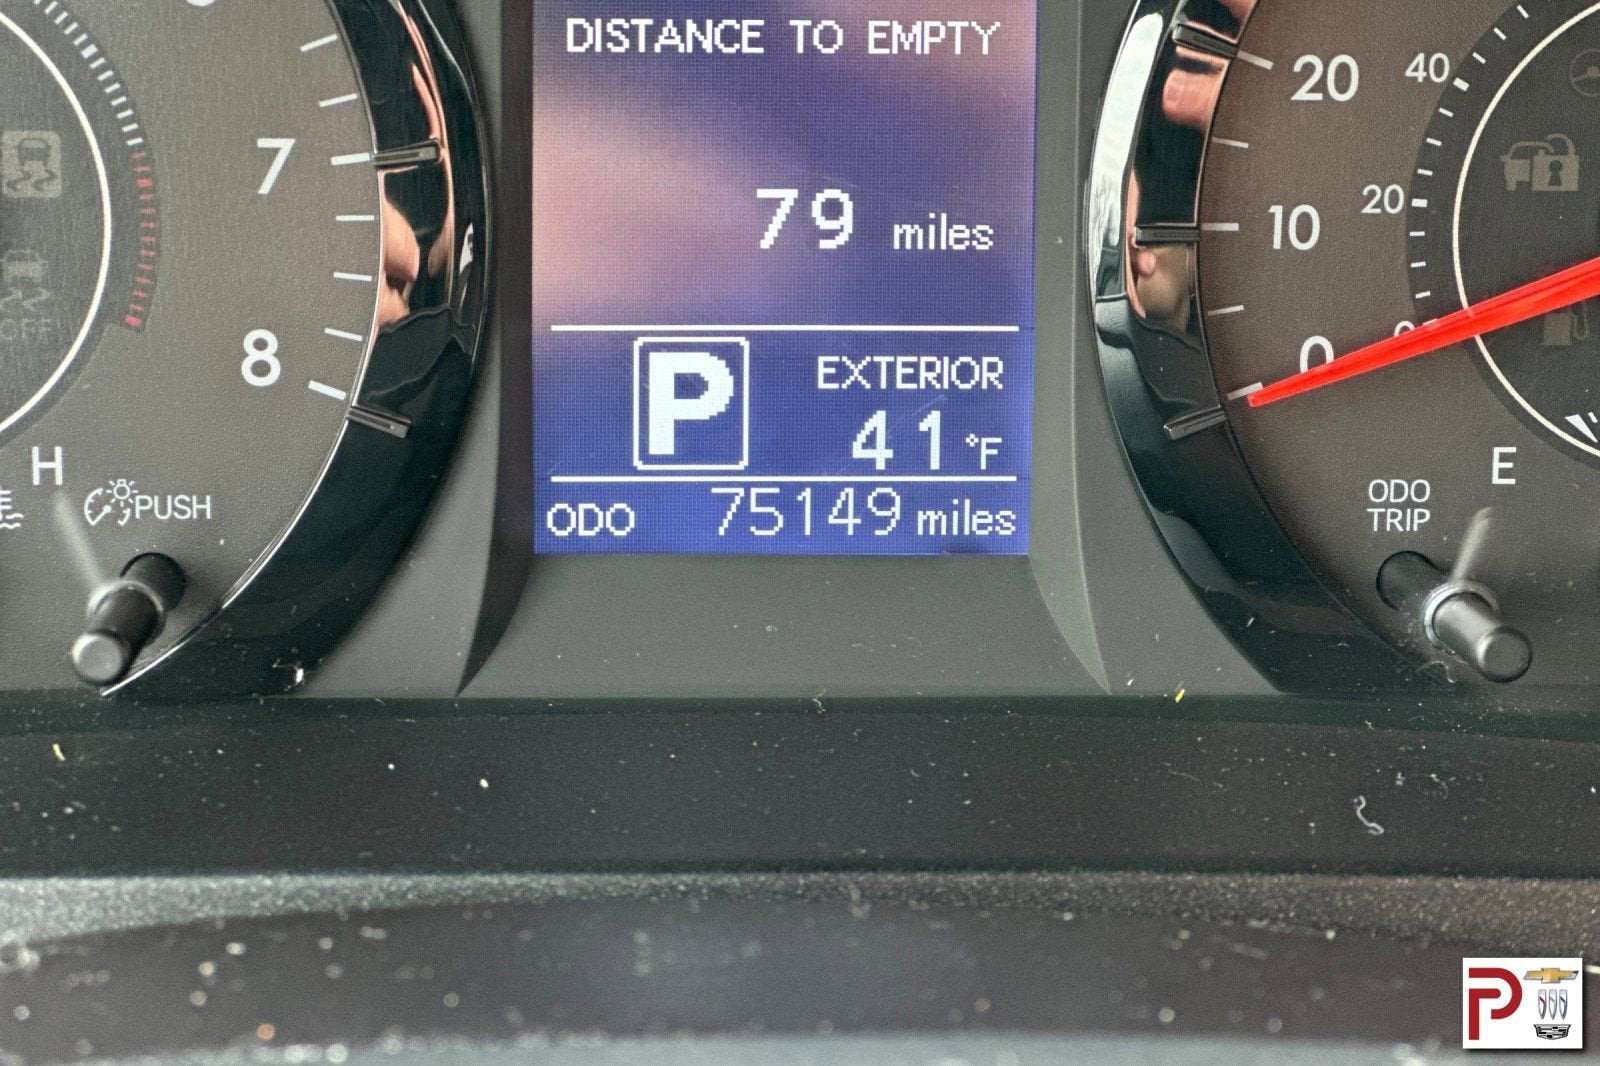 DISTANCE TO EMPTY
79 miles
P
EXTERIOR
41 °F
ODO 75149 miles
7
8
H
PUSH
OFF
20
10
0
40
20
0
E
ODO
TRIP
P